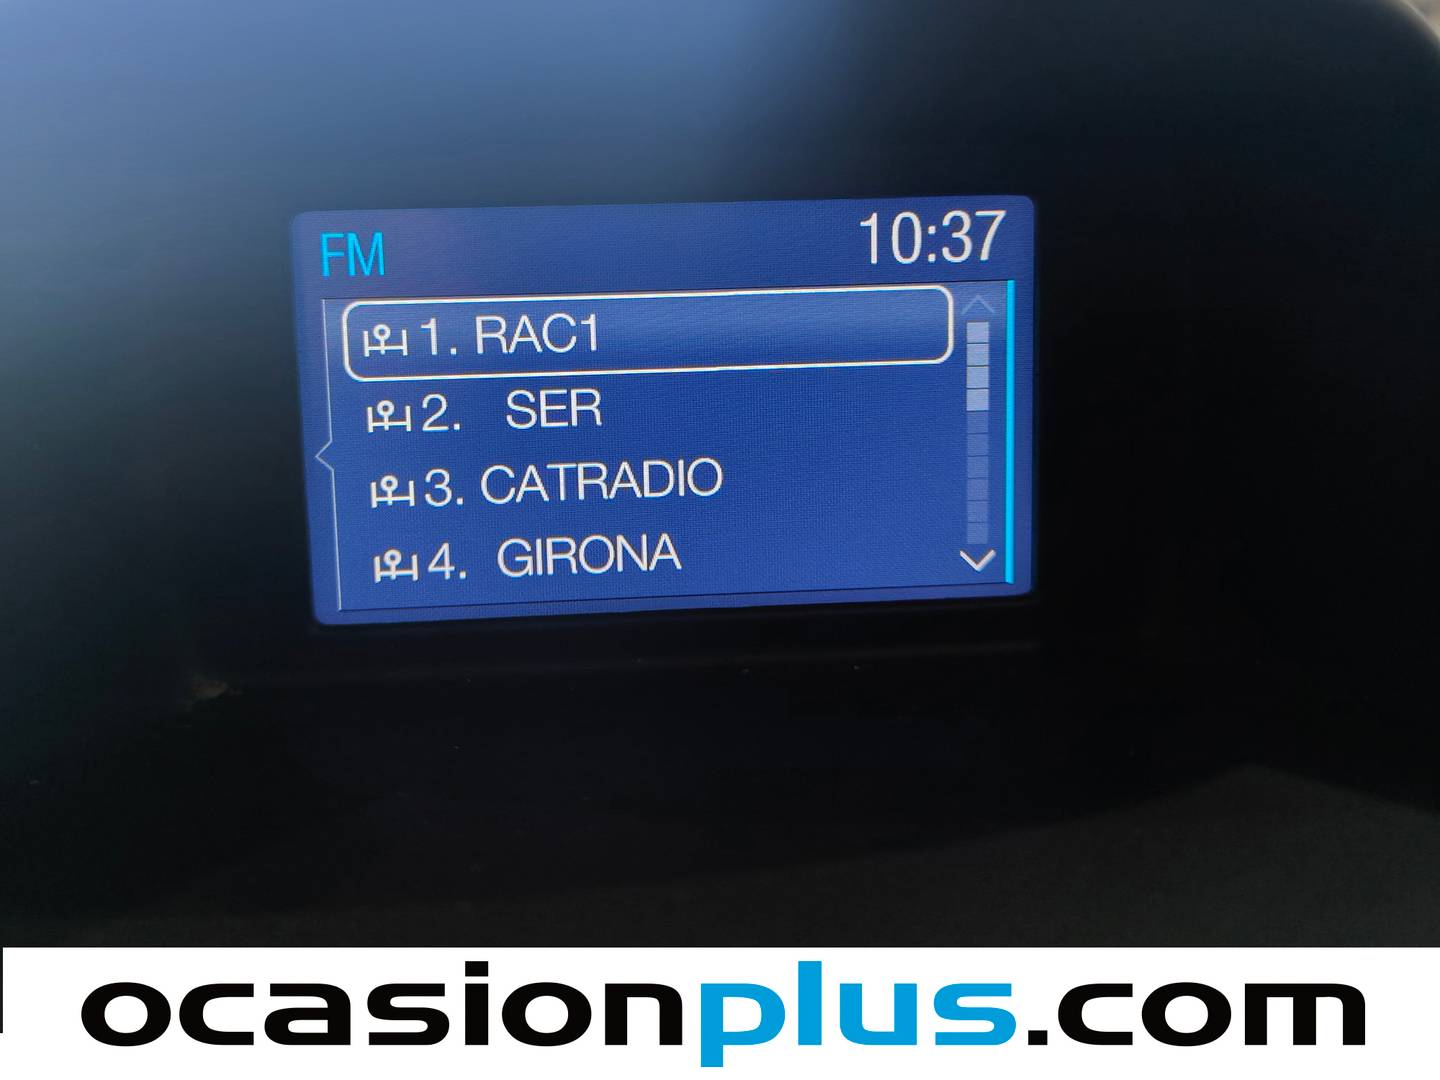 FM 10:37
1. RAC1
2. SER
3. CATRADIO
4. GIRONA
ocasionplus.com